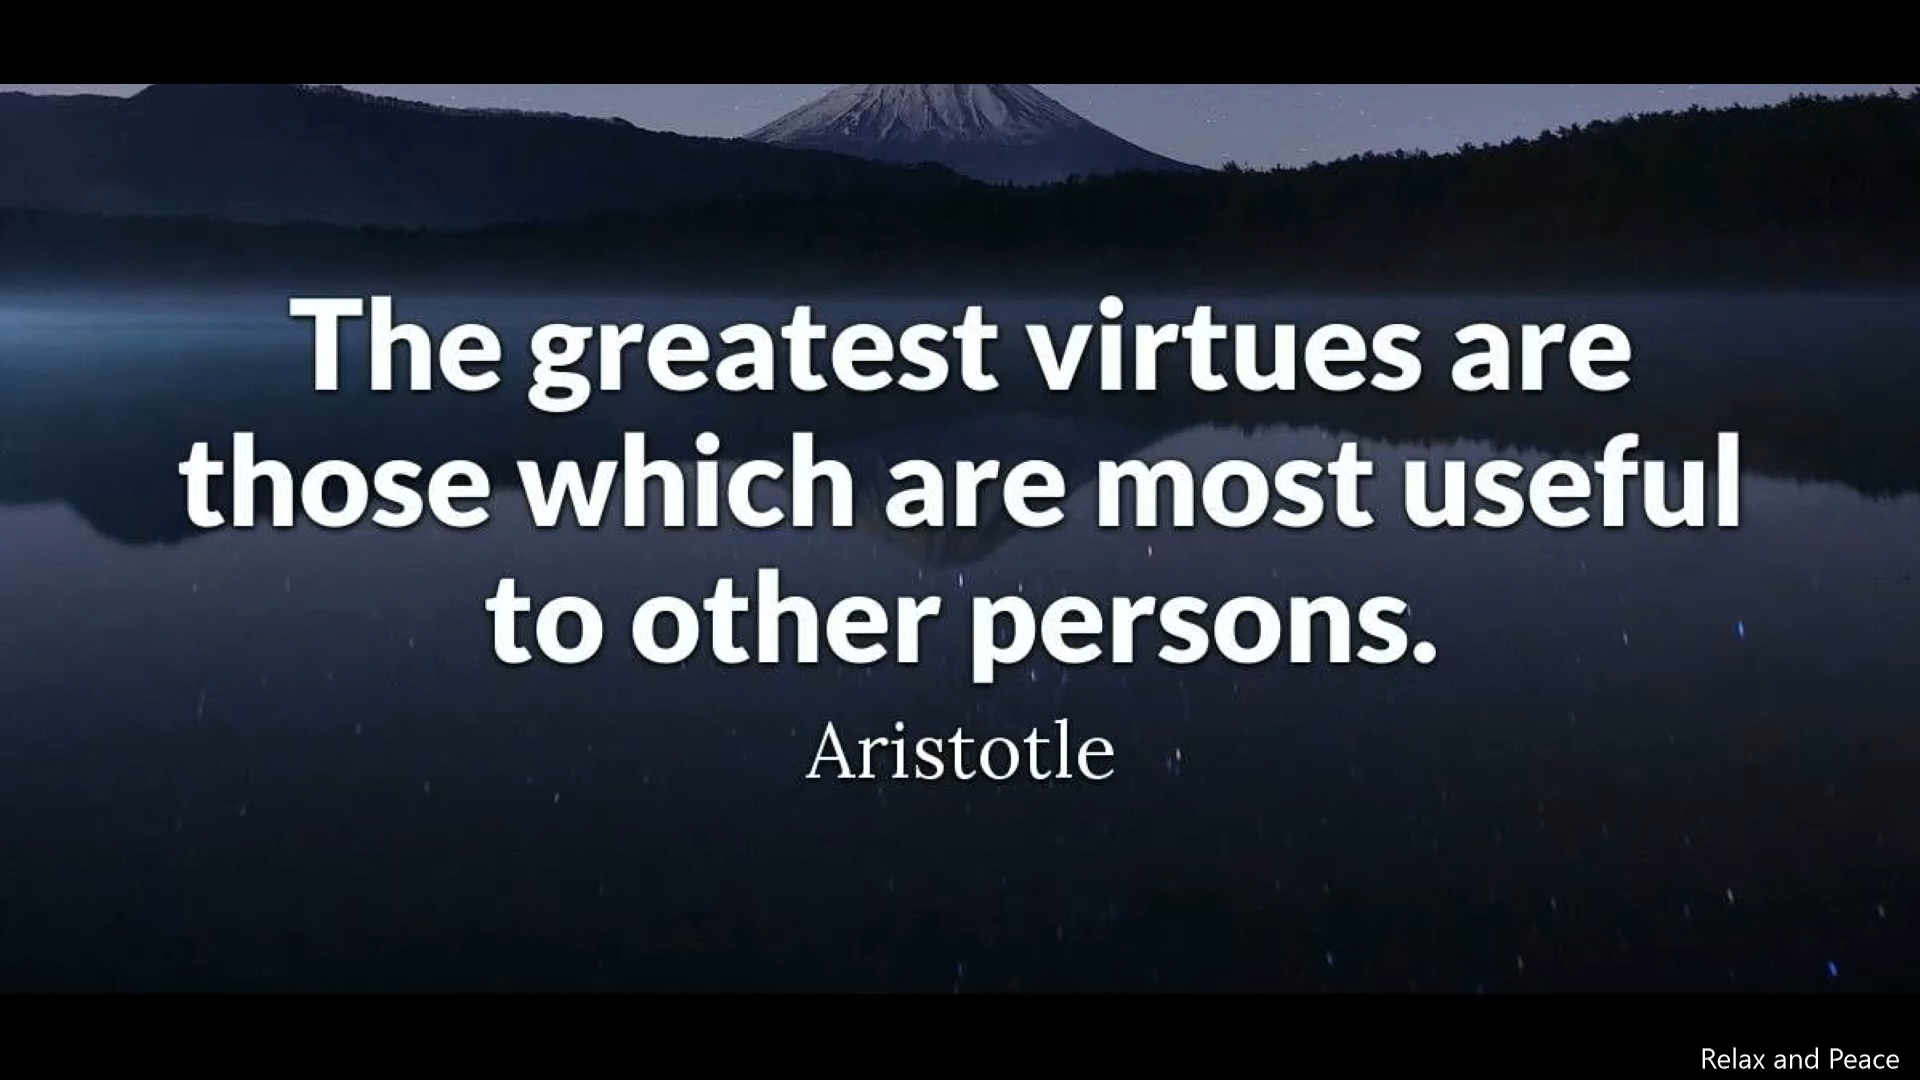 The greatest virtues are
those which are most useful
to other persons.
Aristotle
Relax and Peace